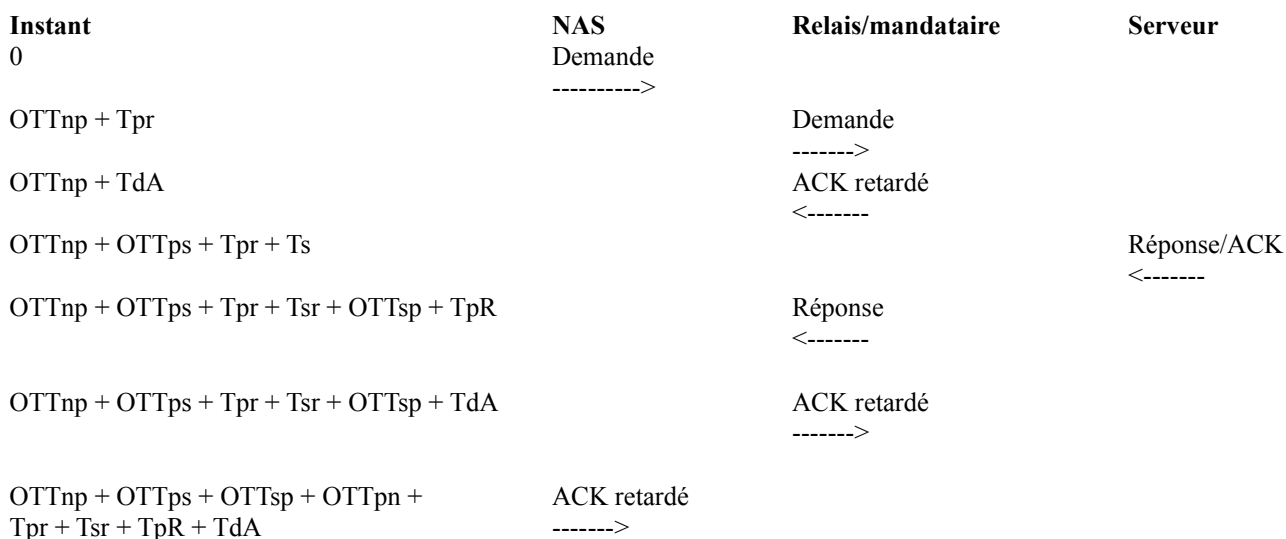 Instant NAS Relais/mandataire Serveur
0 Demande
---------->
OTTnp + Tpr Demande
------->
OTTnp + TdA ACK retardé
<-------
OTTnp + OTTps + Tpr + Ts Réponse/ACK
<-------
OTTnp + OTTps + Tpr + Tsr + OTTsp + TpR Réponse
<-------
OTTnp + OTTps + Tpr + Tsr + OTTsp + TdA ACK retardé
------->
OTTnp + OTTps + OTTsp + OTTpn + ACK retardé
Tpr + Tsr + TpR + TdA ------->